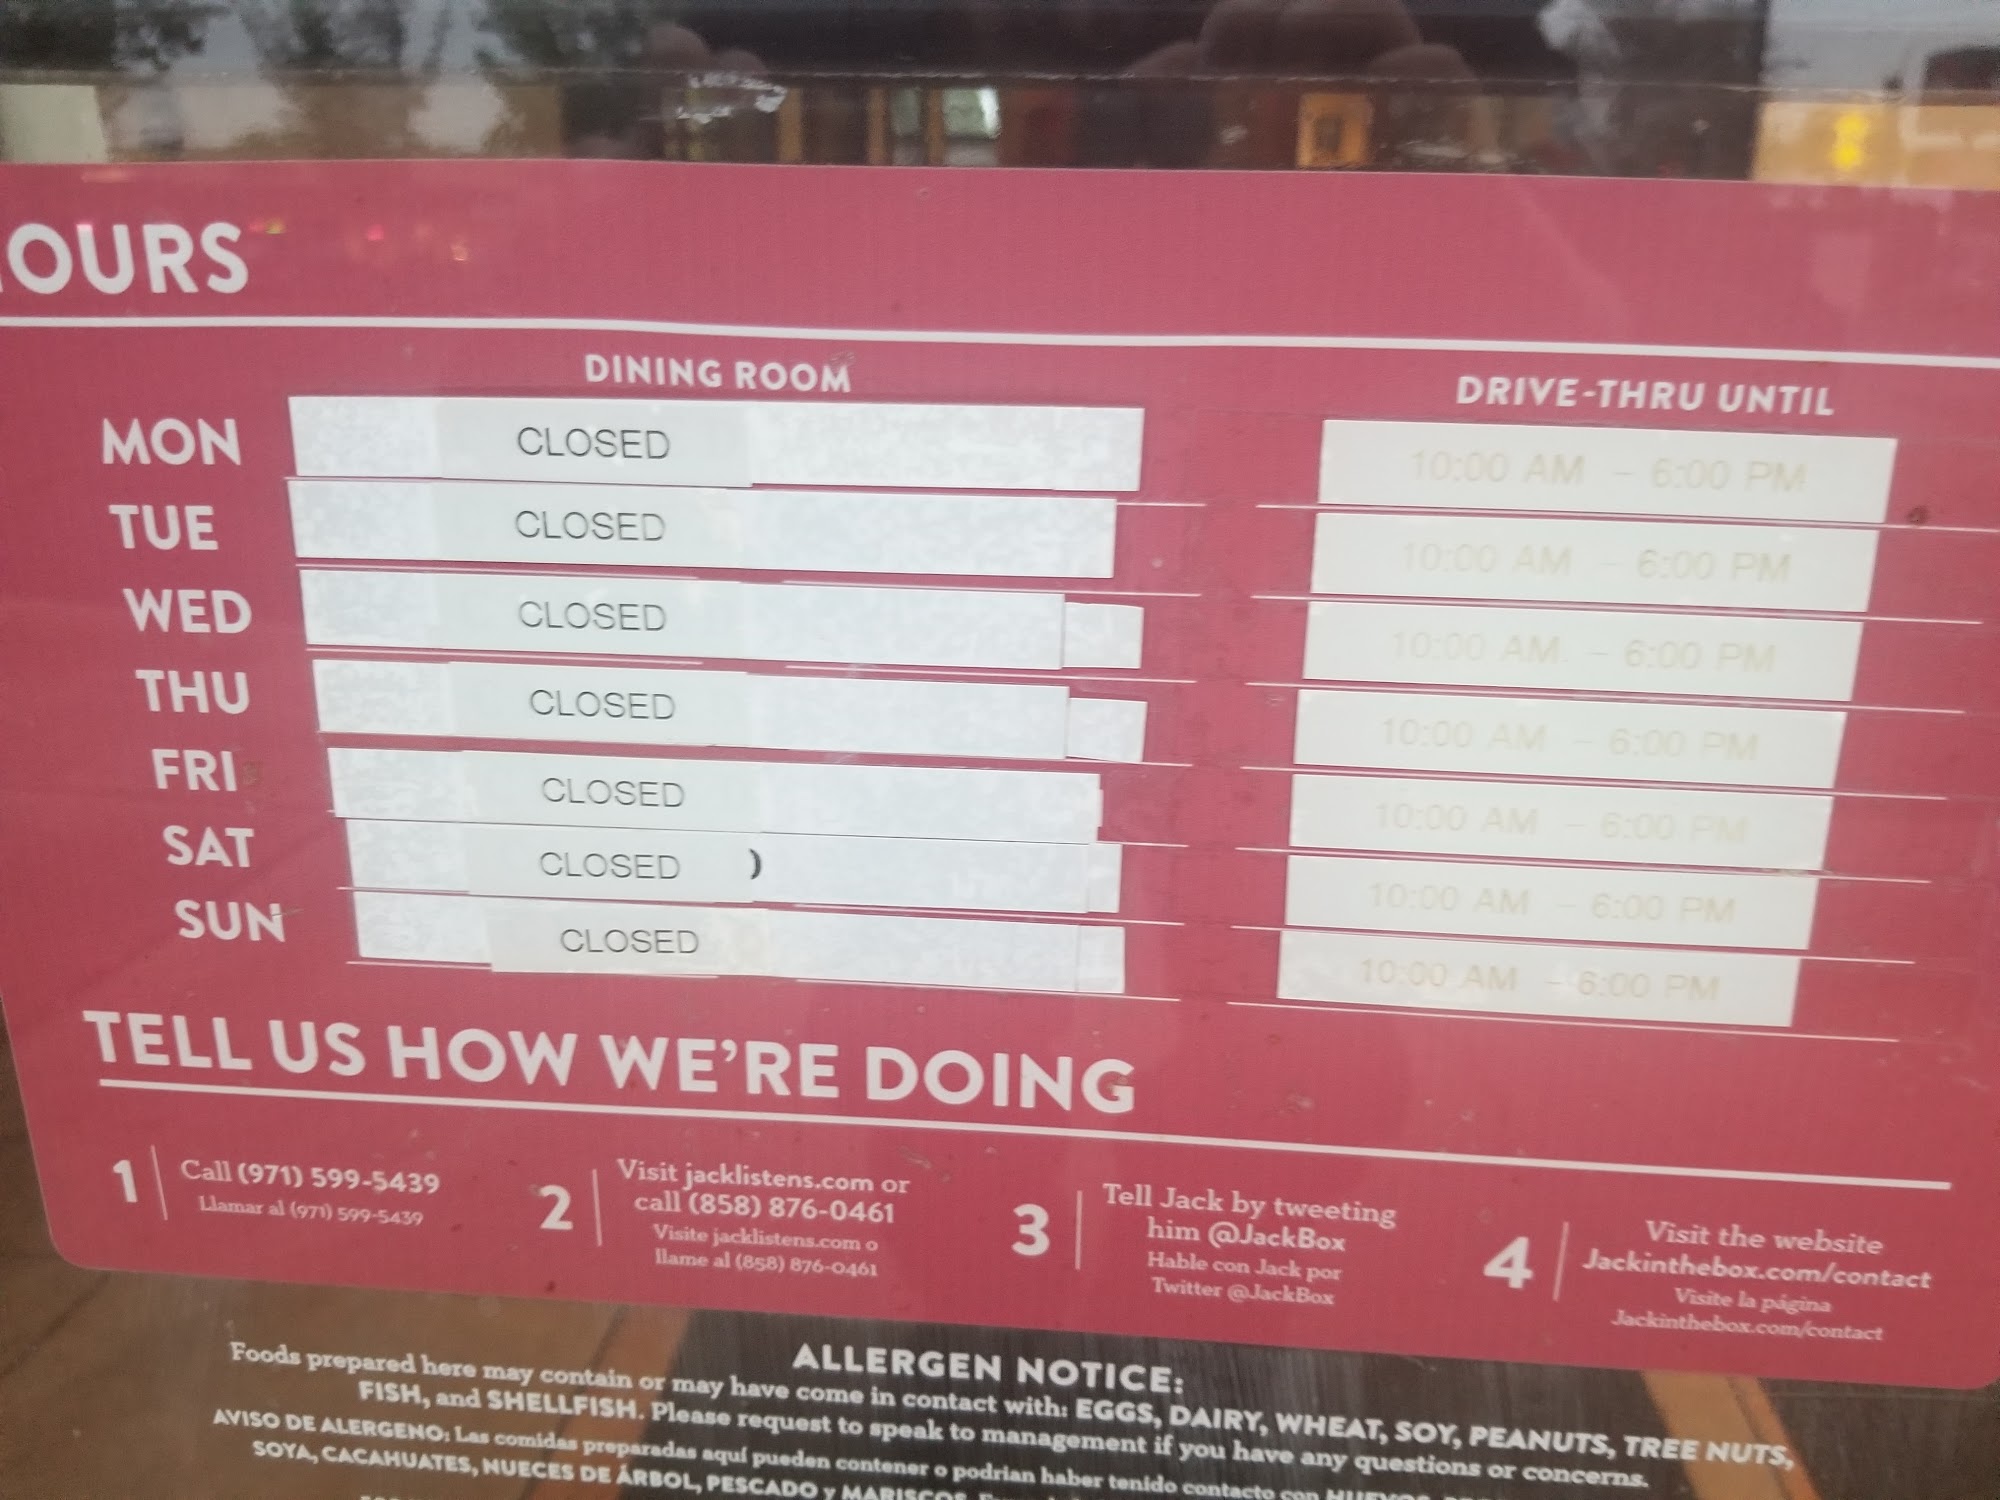 OURS
DINING ROOM DRIVE-THRU UNTIL
MON CLOSED 10:00 AM - 6:00 PM
TUE CLOSED 10:00 AM - 6:00 PM
WED CLOSED 10:00 AM - 6:00 PM
THU CLOSED 10:00 AM - 6:00 PM
FRI CLOSED 10:00 AM - 6:00 PM
SAT CLOSED ) 10:00 AM - 6:00 PM
SUN CLOSED 10:00 AM - 6:00 PM
TELL US HOW WE'RE DOING
1
Call (971) 599-5439
Llamar al (971) 599-5439
2
Visit jacklistens.com or
call (858) 876-0461
Visite jacklistens.com o
llame al (858) 876-0461
3
Tell Jack by tweeting
him @JackBox
Hable con Jack por
Twitter @JackBox
4
Visit the website
Jackinthebox.com/contact
Visite la página
Jackinthebox.com/contact
ALLERGEN NOTICE:
Foods prepared here may contain or may have come in contact with: EGGS, DAIRY, WHEAT, SOY, PEANUTS, TREE NUTS,
FISH, and SHELLFISH. Please request to speak to management if you have any questions or concerns.
AVISO DE ALERGENO: Las comidas preparadas aquí pueden contener o podrian haber tenido contacto con HUEVOS,
SOYA, CACAHUATES, NUECES DE ÁRBOL, PESCADO y MARISCOS.